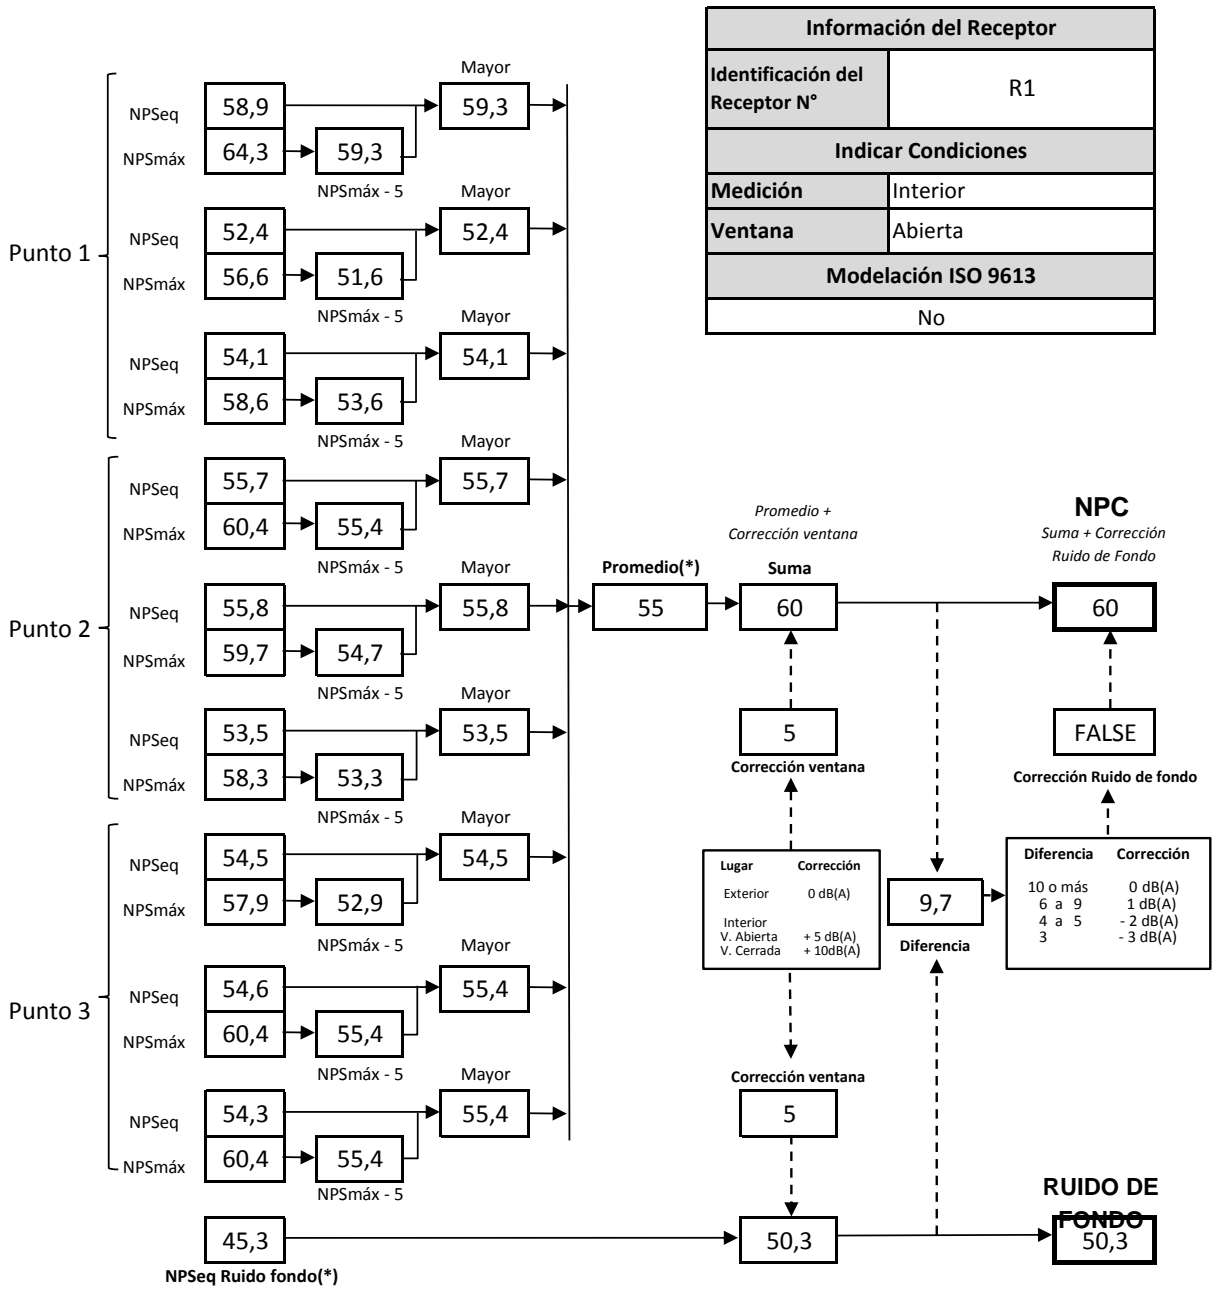 Información del Receptor
Identificación del
Receptor N°
R1
Indicar Condiciones
Medición
Interior
Ventana
Abierta
Modelación ISO 9613
No
Punto 1
NPSeq
58,9
Mayor
59,3
NPSmáx
64,3
59,3
NPSmáx - 5
NPSeq
52,4
Mayor
52,4
NPSmáx
56,6
51,6
NPSmáx - 5
NPSeq
54,1
Mayor
54,1
NPSmáx
58,6
53,6
NPSmáx - 5
Punto 2
NPSeq
55,7
Mayor
55,7
NPSmáx
60,4
55,4
NPSmáx - 5
NPSeq
55,8
Mayor
55,8
NPSmáx
59,7
54,7
NPSmáx - 5
NPSeq
53,5
Mayor
53,5
NPSmáx
58,3
53,3
NPSmáx - 5
Punto 3
NPSeq
54,5
Mayor
54,5
NPSmáx
57,9
52,9
NPSmáx - 5
NPSeq
54,6
Mayor
55,4
NPSmáx
60,4
55,4
NPSmáx - 5
NPSeq
54,3
Mayor
55,4
NPSmáx
60,4
55,4
NPSmáx - 5
45,3
NPSeq Ruido fondo(*)
Promedio(*)
55
Promedio +
Corrección ventana
Suma
60
5
Corrección ventana
Lugar Corrección
Exterior 0 dB(A)
Interior
V. Abierta + 5 dB(A)
V. Cerrada + 10dB(A)
Corrección ventana
5
50,3
9,7
Diferencia
NPC
Suma + Corrección
Ruido de Fondo
60
FALSE
Corrección Ruido de fondo
Diferencia Corrección
10 o más 0 dB(A)
6 a 9 1 dB(A)
4 a 5 - 2 dB(A)
3 - 3 dB(A)
RUIDO DE
FONDO
50,3